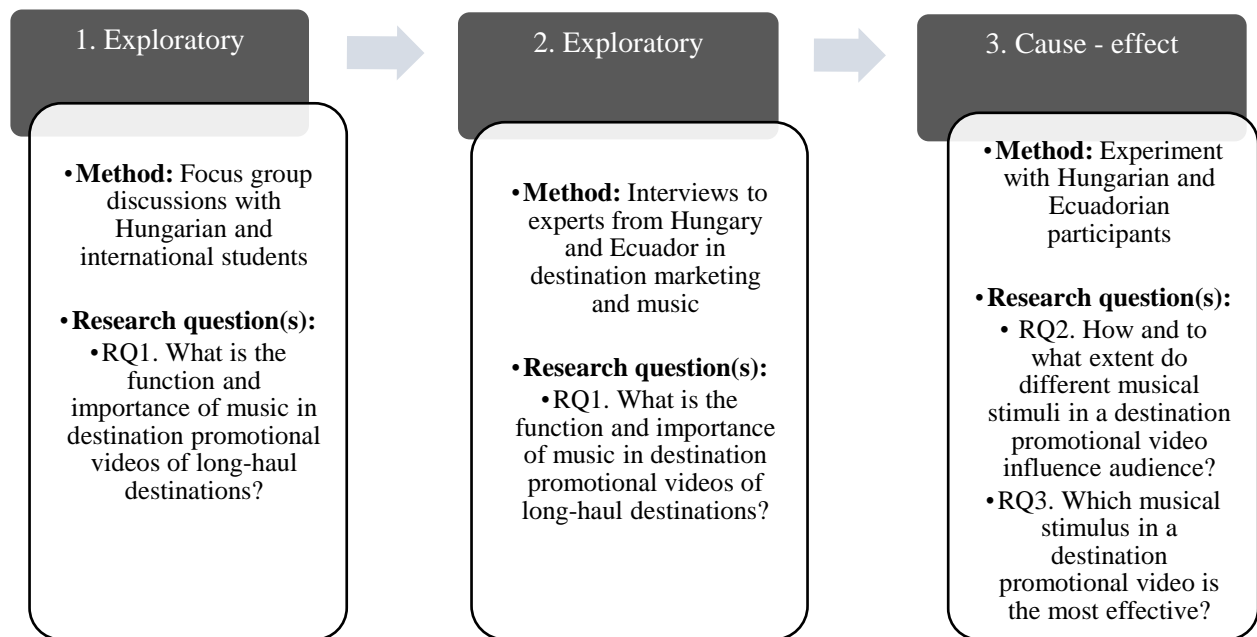 1. Exploratory
•Method: Focus group
discussions with
Hungarian and
international students
•Research question(s):
•RQ1. What is the
function and
importance of music in
destination promotional
videos of long-haul
destinations?
2. Exploratory
•Method: Interviews to
experts from Hungary
and Ecuador in
destination marketing
and music
•Research question(s):
•RQ1. What is the
function and importance
of music in destination
promotional videos of
long-haul destinations?
3. Cause - effect
•Method: Experiment
with Hungarian and
Ecuadorian
participants
•Research question(s):
• RQ2. How and to
what extent do
different musical
stimuli in a destination
promotional video
influence audience?
•RQ3. Which musical
stimulus in a
destination
promotional video is
the most effective?